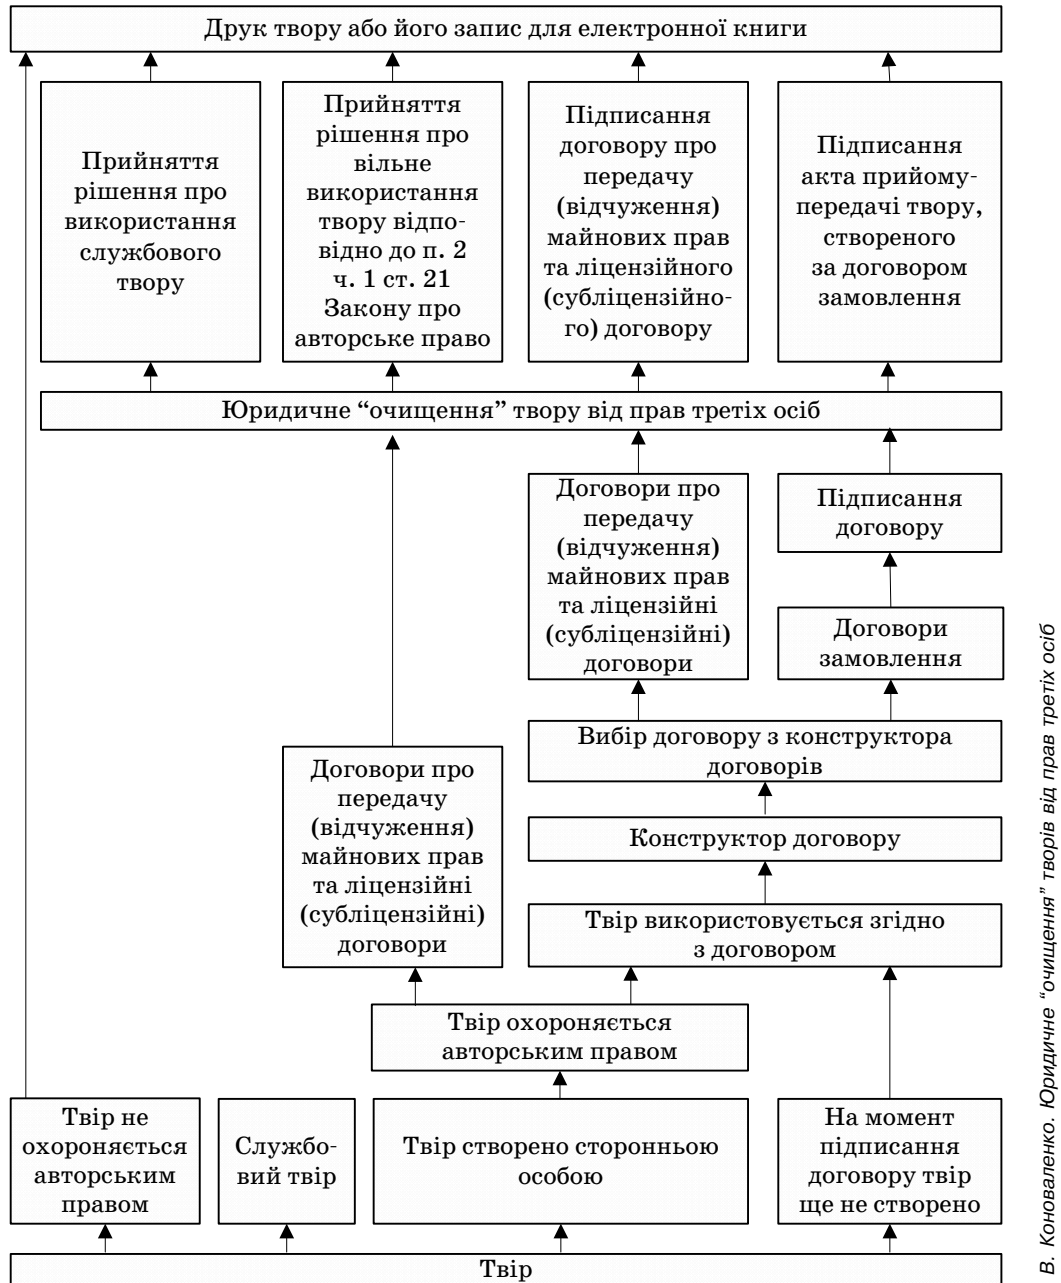 Друк твору або його запис для електронної книги
Прийняття
рішення про
використання
службового
твору
Прийняття
рішення про
вільне
використання
твору відпо-
відно до п. 2
ч. 1 ст. 21
Закону про
авторське право
Підписання
договору про
передачу
(відчуження)
майнових прав
та ліцензійного
(субліцензійно-
го) договору
Підписання
акта прийому-
передачі твору,
створеного
за договором
замовлення
Юридичне “очищення” твору від прав третіх осіб
Договори про
передачу
(відчуження)
майнових прав
та ліцензійні
(субліцензійні)
договори
Підписання
договору
Договори
замовлення
Вибір договору з конструктора
договорів
Договори про
передачу
(відчуження)
майнових прав
та ліцензійні
(субліцензійні)
договори
Конструктор договору
Твір використовується згідно
з договором
Твір охороняється
авторським правом
Твір не
охороняється
авторським
правом
Службо-
вий твір
Твір створено сторонньою
особою
На момент
підписання
договору твір
ще не створено
Твір
В. Коноваленко. Юридичне “очищення” творів від прав третіх осіб